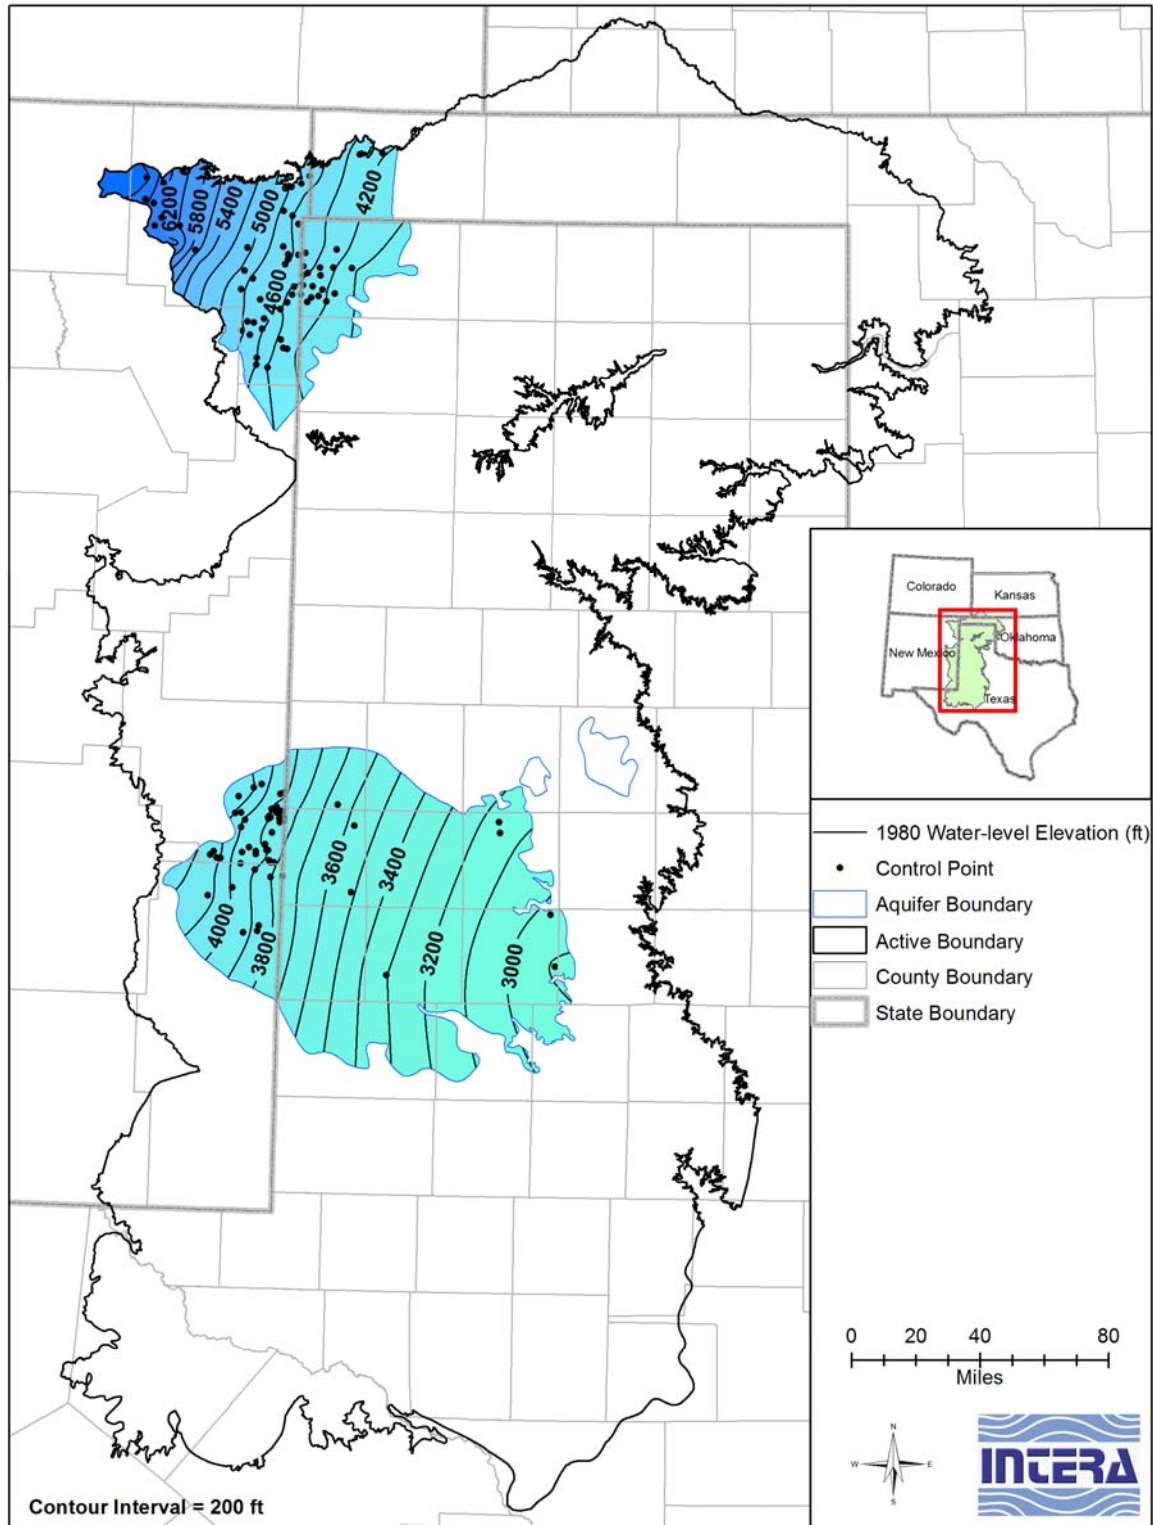 6200
5800
5400
5000
4200
4600
3600
3400
4000
3800
3200
3000
Colorado
Kansas
New Mexico
Oklahoma
Texas
1980 Water-level Elevation (ft)
Control Point
Aquifer Boundary
Active Boundary
County Boundary
State Boundary
0 20 40 80
Miles
N
W E
S
INTERA
Contour Interval = 200 ft